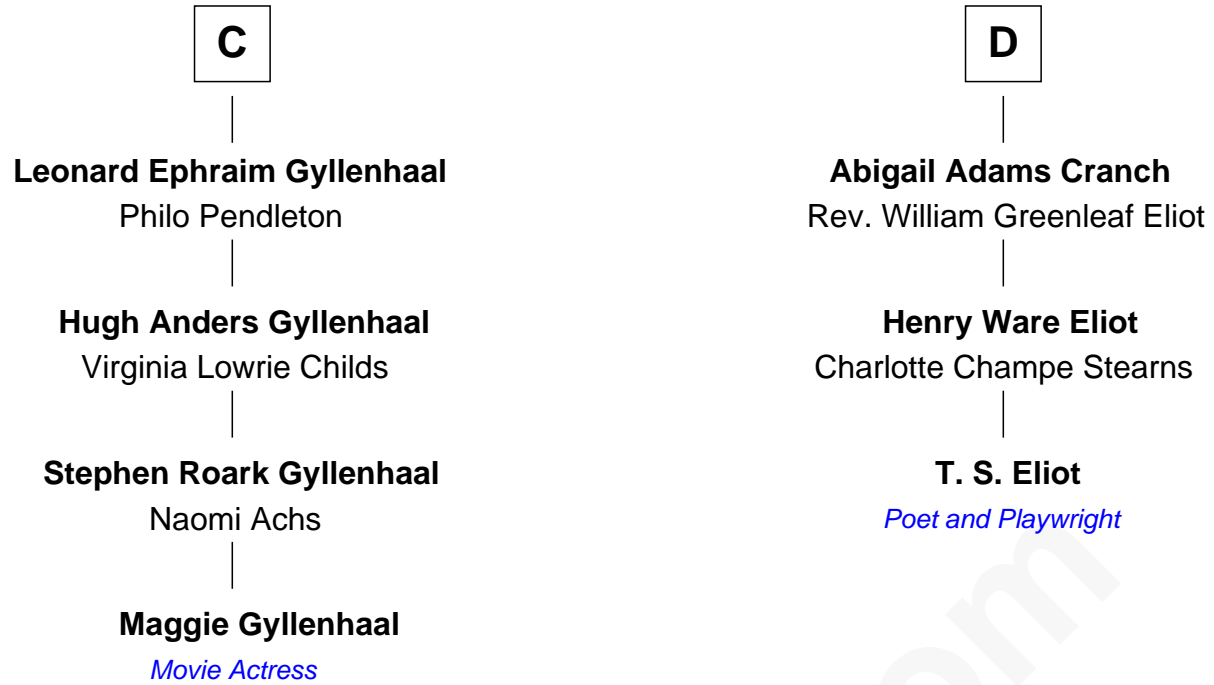 C
Leonard Ephraim Gyllenhaal
Philo Pendleton
Hugh Anders Gyllenhaal
Virginia Lowrie Childs
Stephen Roark Gyllenhaal
Naomi Achs
Maggie Gyllenhaal
Movie Actress
D
Abigail Adams Cranch
Rev. William Greenleaf Eliot
Henry Ware Eliot
Charlotte Champe Stearns
T. S. Eliot
Poet and Playwright
om